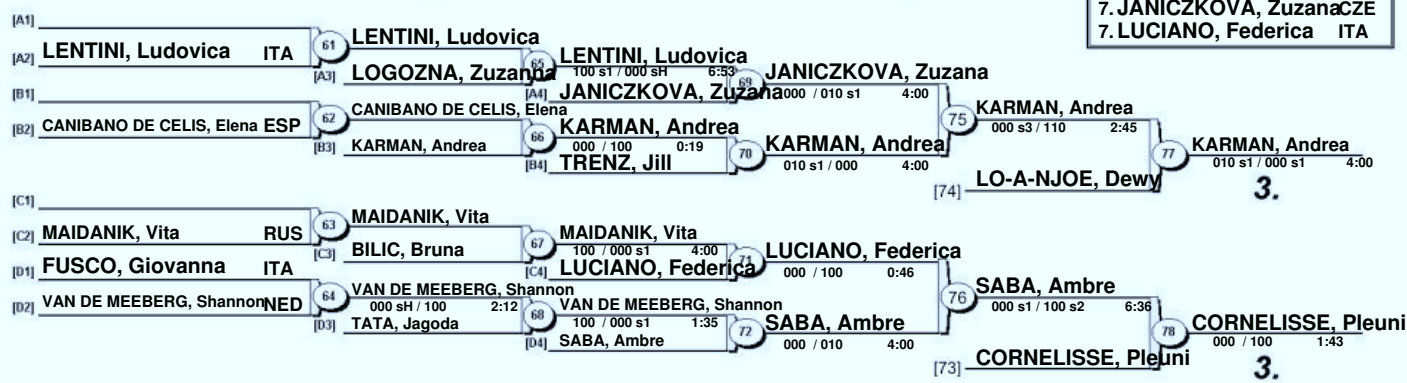 7. JANICZKOVA, Zuzana CZE
7. LUCIANO, Federica ITA
[A1]
[A2] LENTINI, Ludovica ITA
61
LENTINI, Ludovica
[A3] LOGOZNA, Zuzanna
65
LENTINI, Ludovica
100 s1 / 000 sH 6:53
[A4] JANICZKOVA, Zuzana
69
JANICZKOVA, Zuzana
000 / 010 s1 4:00
[B1]
[B2] CANIBANO DE CELIS, Elena ESP
62
CANIBANO DE CELIS, Elena
[B3] KARMAN, Andrea
66
KARMAN, Andrea
000 / 100 0:19
[B4] TRENZ, Jill
70
KARMAN, Andrea
010 s1 / 000 4:00
75
KARMAN, Andrea
000 s3 / 110 2:45
[74] LO-A-NJOE, Dewy
77
KARMAN, Andrea
010 s1 / 000 s1 4:00
3.
[C1]
[C2] MAIDANIK, Vita RUS
63
MAIDANIK, Vita
[C3] BILIC, Bruna
67
MAIDANIK, Vita
100 / 000 s1 4:00
[C4] LUCIANO, Federica
71
LUCIANO, Federica
000 / 100 0:46
[D1] FUSCO, Giovanna ITA
[D2] VAN DE MEEBERG, Shannon NED
64
VAN DE MEEBERG, Shannon
000 sH / 100 2:12
[D3] TATA, Jagoda
68
VAN DE MEEBERG, Shannon
100 / 000 s1 1:35
[D4] SABA, Ambre
72
SABA, Ambre
000 / 010 4:00
76
SABA, Ambre
000 s1 / 100 s2 6:36
[73] CORNELISSE, Pleuni
78
CORNELISSE, Pleuni
000 / 100 1:43
3.